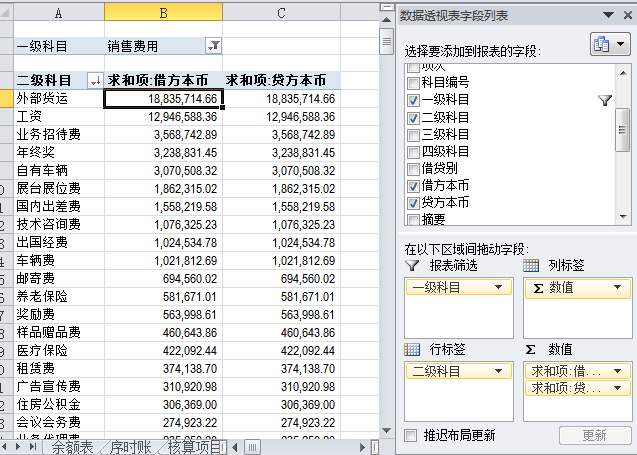 A B C
一级科目 销售费用
二级科目 求和项:借方本币 求和项:贷方本币
外部货运 18,835,714.66 18,835,714.66
工资 12,946,588.36 12,946,588.36
业务招待费 3,568,742.89 3,568,742.89
年终奖 3,238,831.45 3,238,831.45
自有车辆 3,070,508.32 3,070,508.32
展台展位费 1,862,315.02 1,862,315.02
国内出差费 1,558,219.58 1,558,219.58
技术咨询费 1,076,325.23 1,076,325.23
出国经费 1,024,534.78 1,024,534.78
车辆费 1,021,812.69 1,021,812.69
邮寄费 694,560.02 694,560.02
养老保险 581,671.01 581,671.01
奖励费 563,998.61 563,998.61
样品赠品费 460,643.86 460,643.86
医疗保险 422,092.44 422,092.44
租赁费 374,138.70 374,138.70
广告宣传费 310,920.98 310,920.98
住房公积金 306,369.00 306,369.00
会议会务费 274,923.22 274,923.22
余额表 序时账 核算项目
数据透视表字段列表
选择要添加到报表的字段:
项次
科目编号
一级科目
二级科目
三级科目
四级科目
借贷别
借方本币
贷方本币
摘要
在以下区域间拖动字段:
报表筛选 列标签
一级科目 Σ 数值
行标签 Σ 数值
二级科目 求和项:借...
求和项:贷...
推迟布局更新 更新